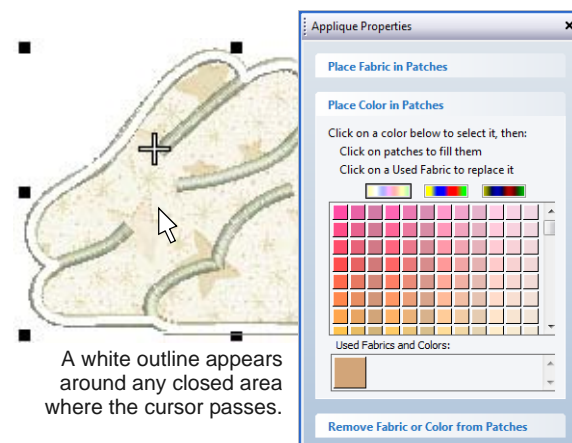 Applique Properties
Place Fabric in Patches
Place Color in Patches
Click on a color below to select it, then:
Click on patches to fill them
Click on a Used Fabric to replace it
Used Fabrics and Colors:
Remove Fabric or Color from Patches
A white outline appears
around any closed area
where the cursor passes.